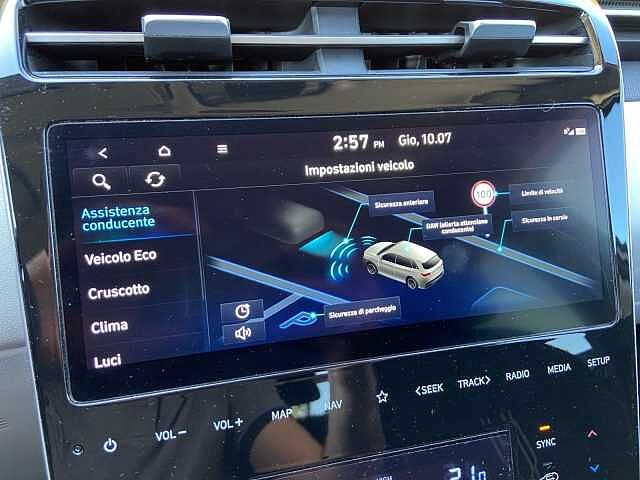 2:57 PM Gio, 10.07
Impostazioni veicolo
Assistenza
conducente
Veicolo Eco
Cruscotto
Clima
Luci
Sicurezza anteriore
100
Limite di velocità
DAW (allerta attenzione
conducente)
Sicurezza in corsia
Sicurezza di parcheggio
VOL−
VOL+
MAP
NAV
<SEEK
TRACK>
RADIO
MEDIA
SETUP
SYNC
HIGH